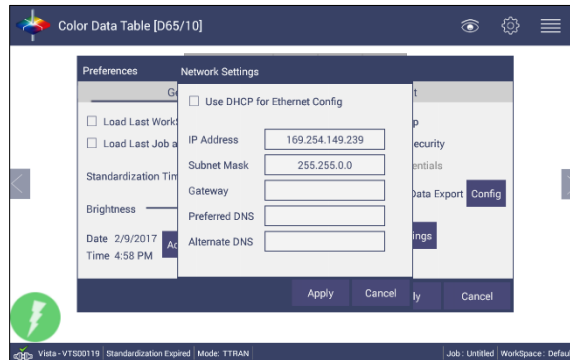 Color Data Table [D65/10]
Preferences
Network Settings
Use DHCP for Ethernet Config
Load Last Work
Load Last Job a
IP Address 169.254.149.239
ecurity
Subnet Mask 255.255.0.0
entials
Standardization Tim
Gateway
Data Export Config
Brightness
Preferred DNS
Date 2/9/2017
Alternate DNS
ings
Time 4:58 PM
Apply Cancel
ly Cancel
Vista - VTS00119 Standardization Expired Mode: TTRAN Job: Untitled WorkSpace: Defau